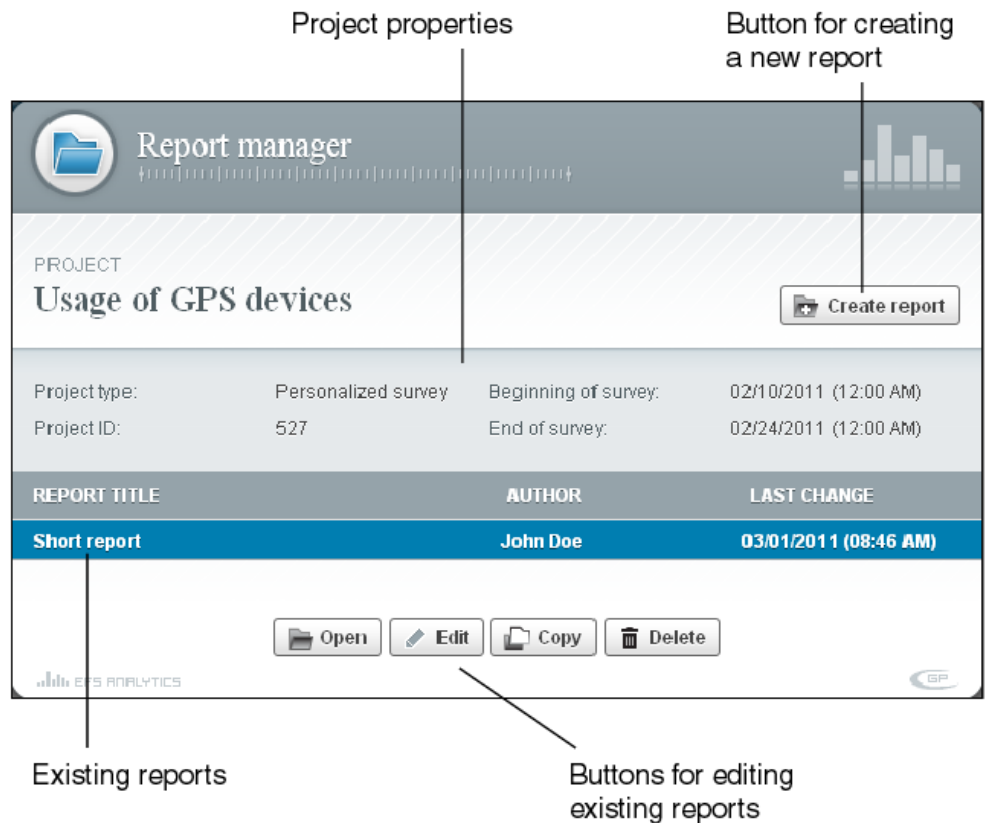 Project properties
Button for creating
a new report
Report manager
PROJECT
Usage of GPS devices
Create report
Project type: Personalized survey Beginning of survey: 02/10/2011 (12:00 AM)
Project ID: 527 End of survey: 02/24/2011 (12:00 AM)
REPORT TITLE AUTHOR LAST CHANGE
Short report John Doe 03/01/2011 (08:46 AM)
Open Edit Copy Delete
EFS ANALYTICS GP
Existing reports
Buttons for editing
existing reports